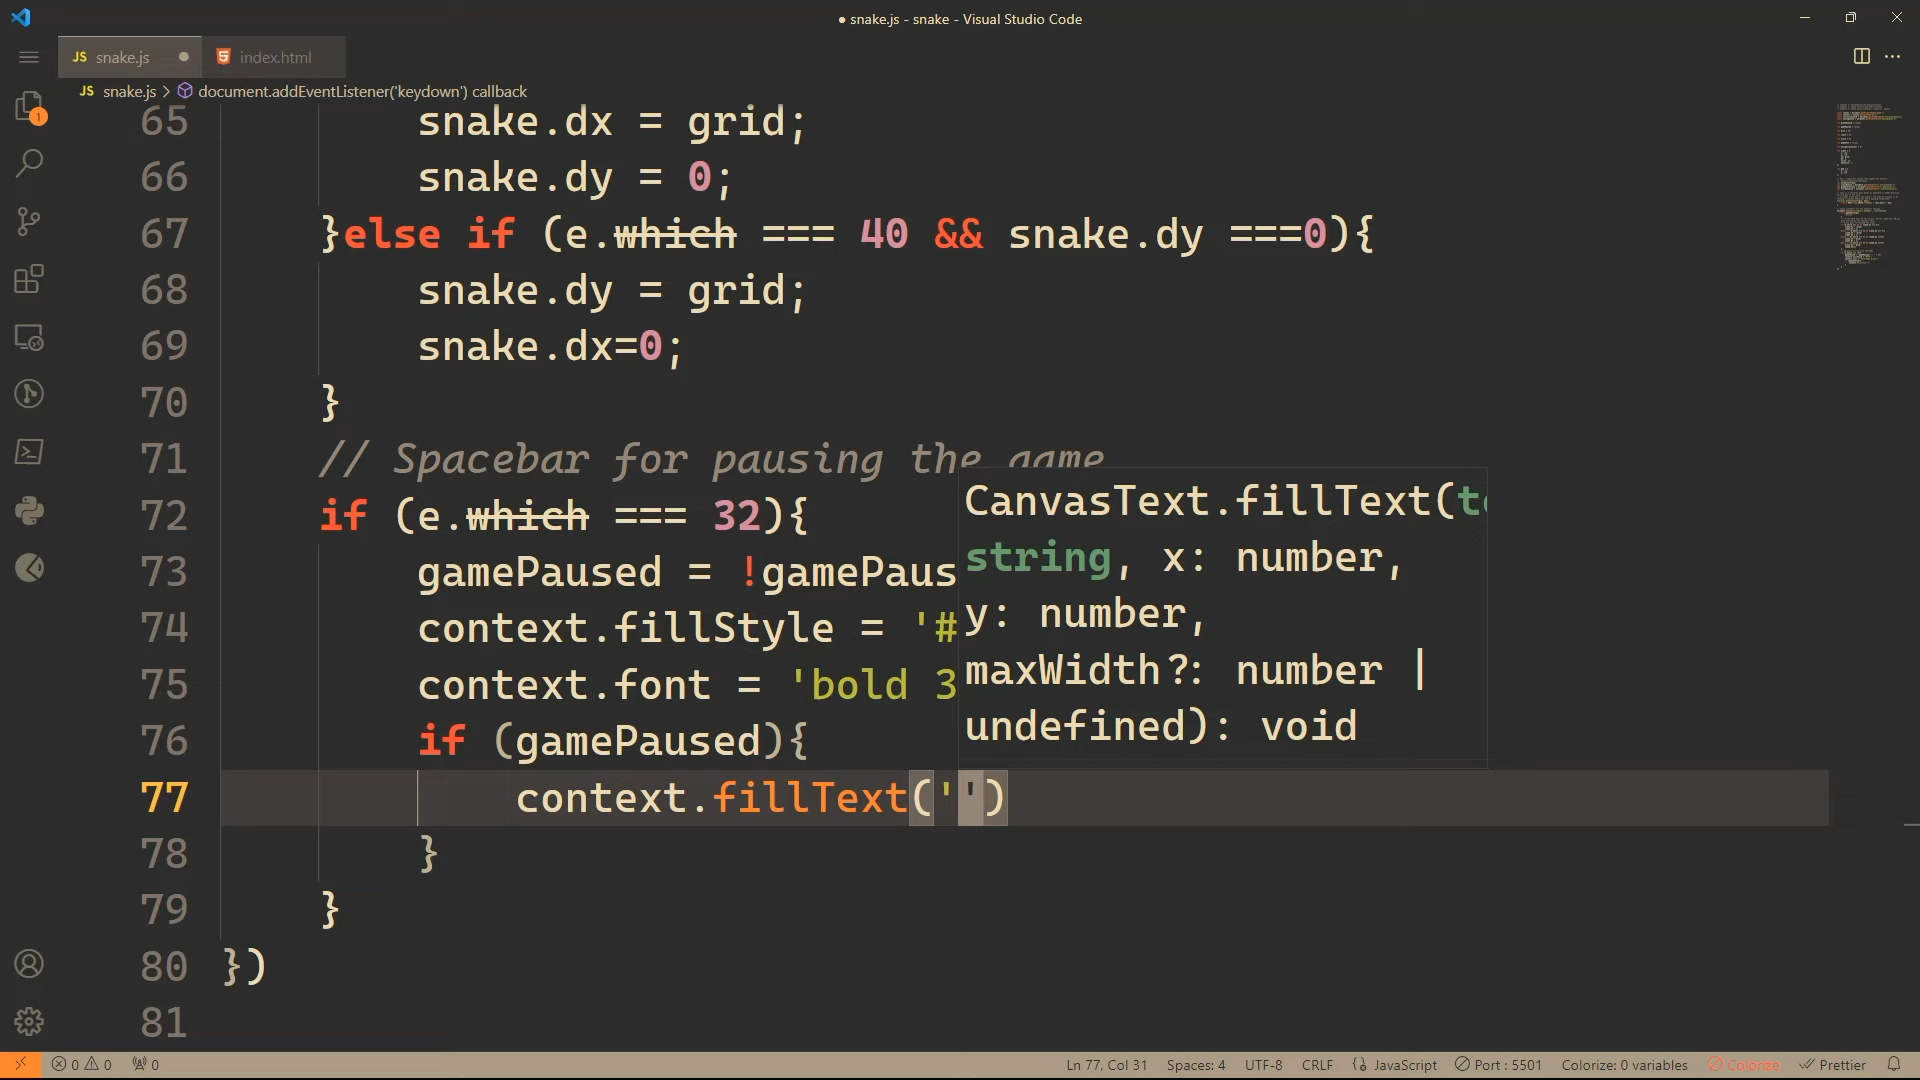 ● snake.js - snake - Visual Studio Code
JS snake.js ●
index.html
JS snake.js > document.addEventListener('keydown') callback
1
65 snake.dx = grid;
66 snake.dy = 0;
67 }else if (e.which === 40 && snake.dy ===0){
68 snake.dy = grid;
69 snake.dx=0;
70 }
71 // Spacebar for pausing the game
72 if (e.which === 32){
73 gamePaused = !gamePaus
74 context.fillStyle = '#
75 context.font = 'bold 3
76 if (gamePaused){
77 context.fillText('')
78 }
79 }
80 })
81
CanvasText.fillText(
string, x: number,
y: number,
maxWidth?: number |
undefined): void
0 0 0 Ln 77, Col 31 Spaces: 4 UTF-8 CRLF JavaScript Port : 5501 Colorize: 0 variables Colorize Prettier